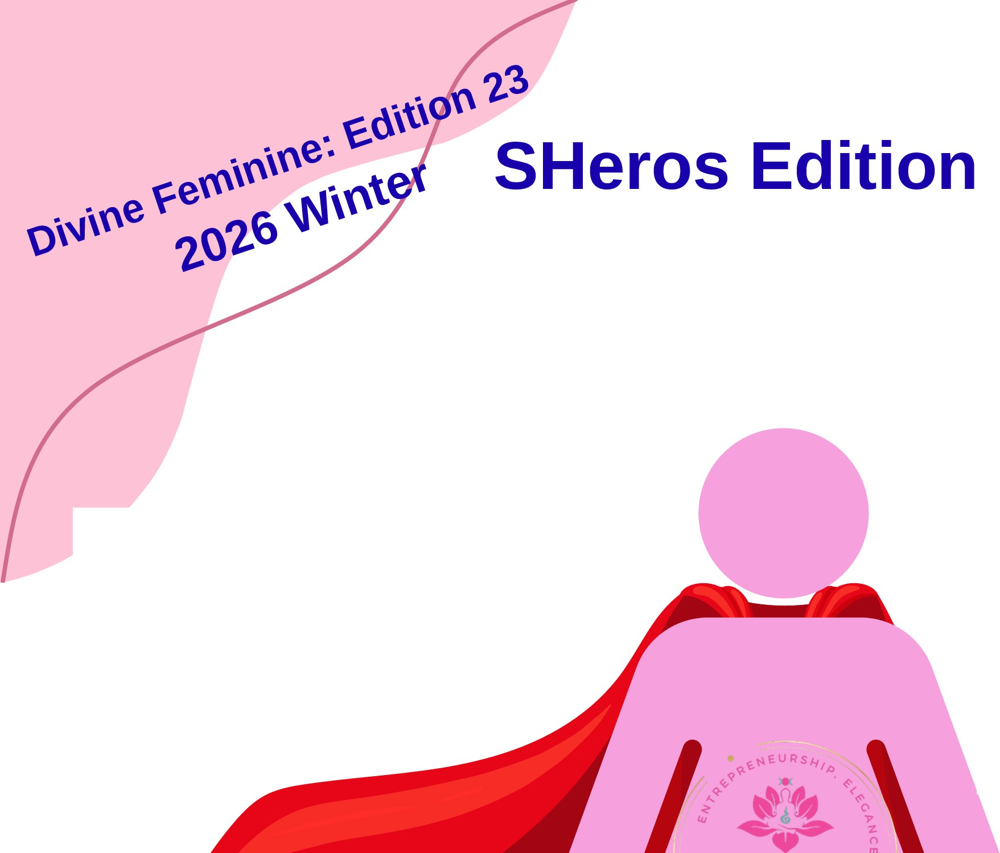 Divine Feminine: Edition 23
2026 Winter
SHeros Edition
ENTREPRENEURSHIP. ELEGANCE